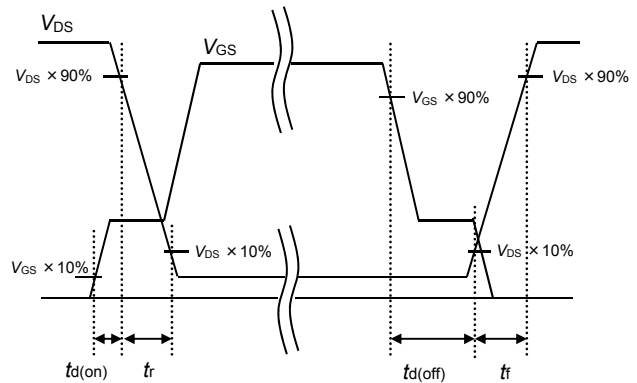 VDS
VGS
VDS × 90%
VGS × 90%
VDS × 90%
VDS × 10%
VGS × 10%
VDS × 10%
td(on)
tr
td(off)
tf